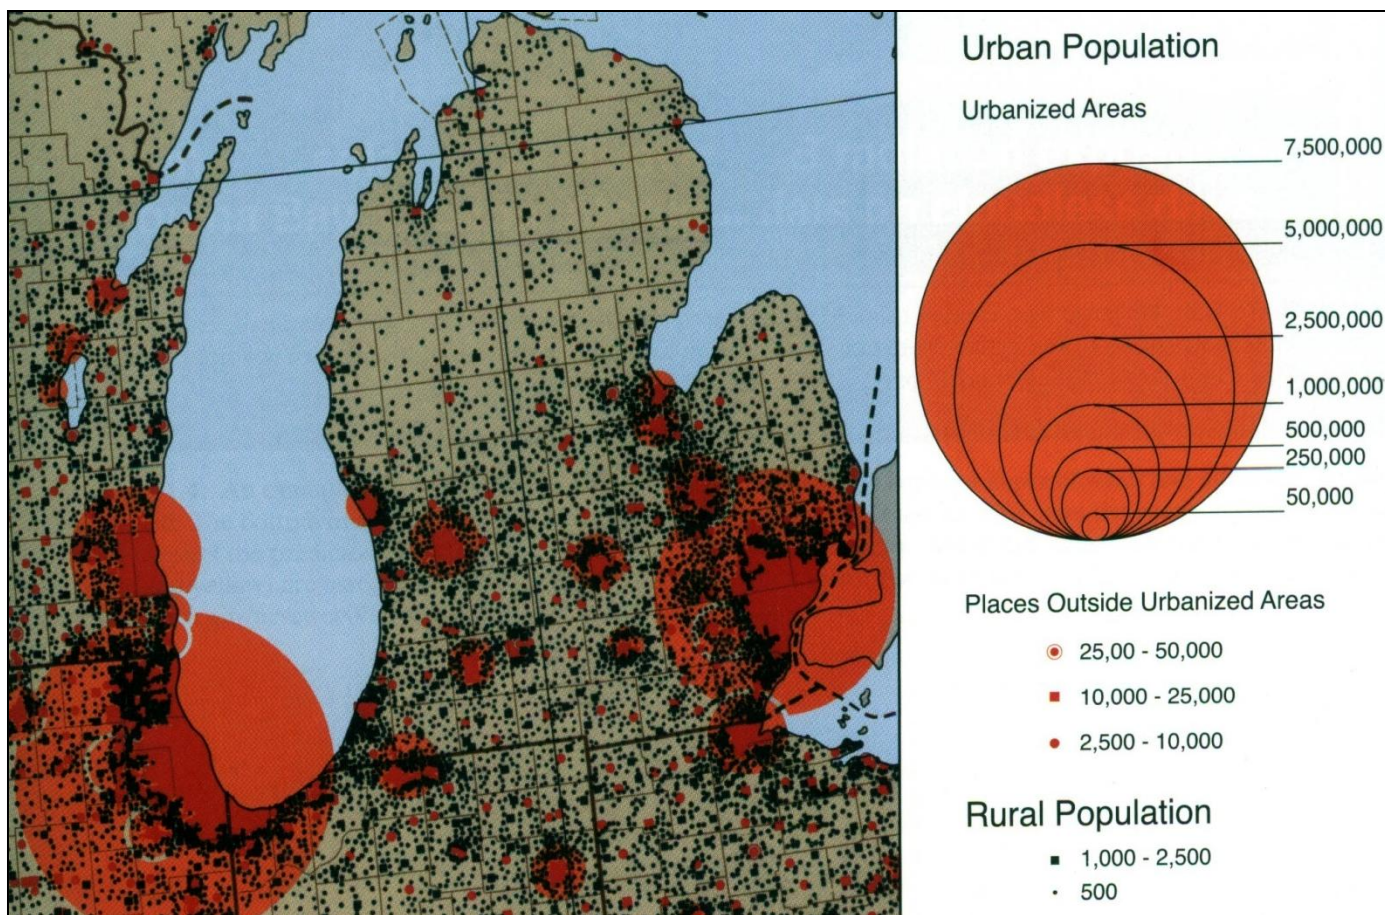 Urban Population
Urbanized Areas
7,500,000
5,000,000
2,500,000
1,000,000
500,000
250,000
50,000
Places Outside Urbanized Areas
25,00 - 50,000
10,000 - 25,000
2,500 - 10,000
Rural Population
1,000 - 2,500
500